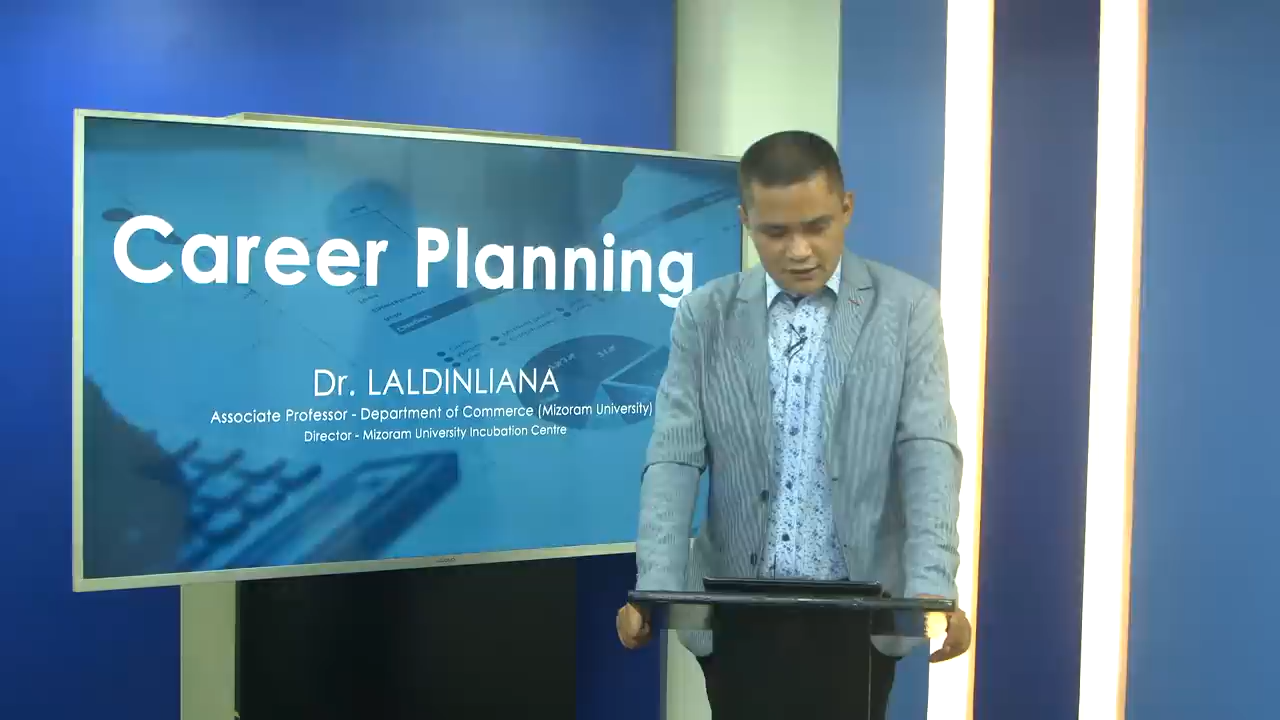 Career Planning
Dr. LALDINLIANA
Associate Professor - Department of Commerce (Mizoram University)
Director - Mizoram University Incubation Centre